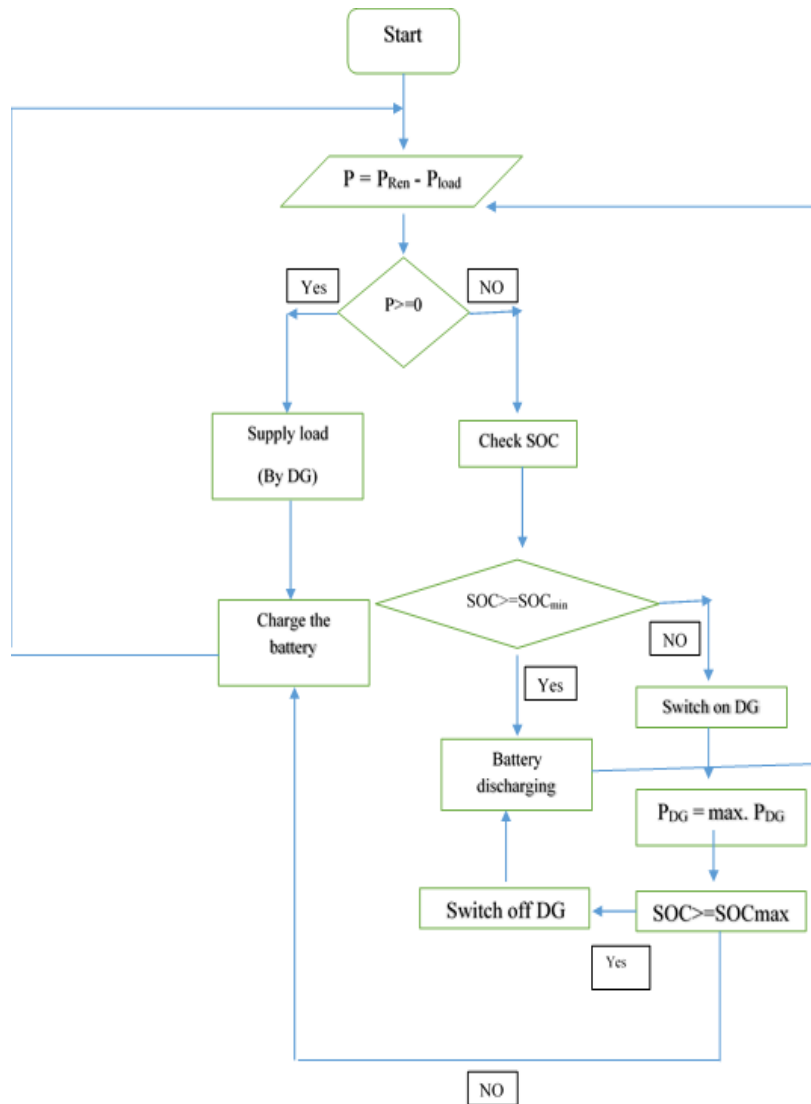 Start
P = PRen - Pload
Yes
P>=0
NO
Supply load
(By DG)
Check SOC
Charge the
battery
SOC>=SOCmin
NO
Yes
Switch on DG
Battery
discharging
PDG = max. PDG
Switch off DG
SOC>=SOCmax
Yes
NO